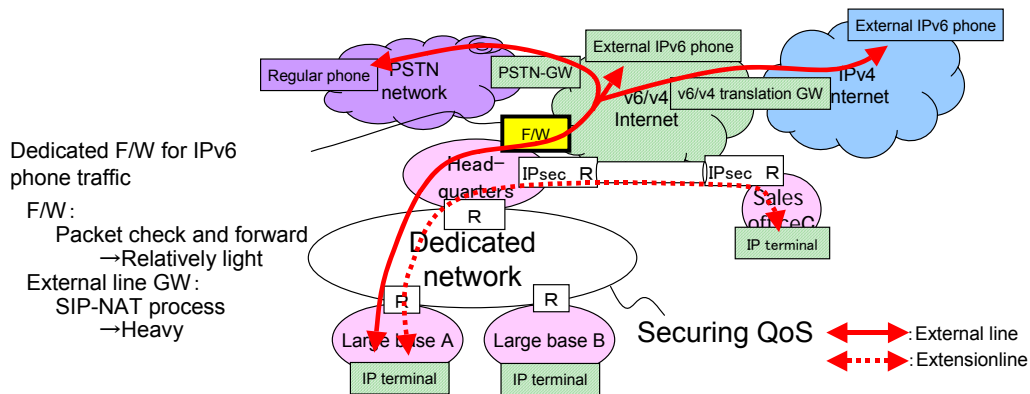 External IPv6 phone
External IPv6 phone
Regular phone
PSTN
network
PSTN-GW
v6/v4
Internet
v6/v4 translation GW
IPv4
nternet
F/W
Dedicated F/W for IPv6
phone traffic
F/W:
Packet check and forward
→Relatively light
External line GW:
SIP-NAT process
→Heavy
Head-
quarters
IPsec R
IPsec R
Sales
officeC
IP terminal
R
Dedicated
network
R
R
Large base A
Large base B
IP terminal
IP terminal
Securing QoS
:External line
:Extensionline